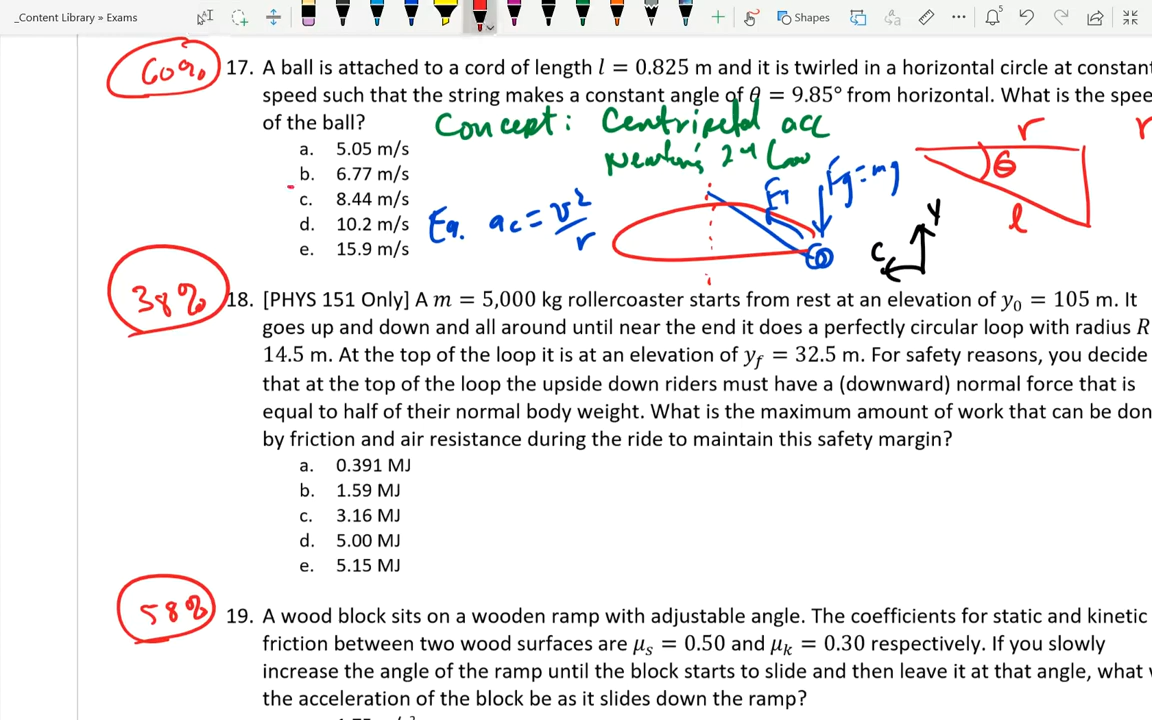 _Content Library » Exams
Shapes
5
60%
17. A ball is attached to a cord of length l = 0.825 m and it is twirled in a horizontal circle at constant
speed such that the string makes a constant angle of θ = 9.85° from horizontal. What is the spee
of the ball?
Concept: Centripetal acc
Newton's 2nd Law
a. 5.05 m/s
b. 6.77 m/s
c. 8.44 m/s
d. 10.2 m/s
e. 15.9 m/s
Eq. ac = v²/r
FT
Fg=mg
r
θ
l
r
y
c
38%
18. [PHYS 151 Only] A m = 5,000 kg rollercoaster starts from rest at an elevation of y₀ = 105 m. It
goes up and down and all around until near the end it does a perfectly circular loop with radius R
14.5 m. At the top of the loop it is at an elevation of y_f = 32.5 m. For safety reasons, you decide
that at the top of the loop the upside down riders must have a (downward) normal force that is
equal to half of their normal body weight. What is the maximum amount of work that can be don
by friction and air resistance during the ride to maintain this safety margin?
a. 0.391 MJ
b. 1.59 MJ
c. 3.16 MJ
d. 5.00 MJ
e. 5.15 MJ
58%
19. A wood block sits on a wooden ramp with adjustable angle. The coefficients for static and kinetic
friction between two wood surfaces are μₛ = 0.50 and μₖ = 0.30 respectively. If you slowly
increase the angle of the ramp until the block starts to slide and then leave it at that angle, what
the acceleration of the block be as it slides down the ramp?